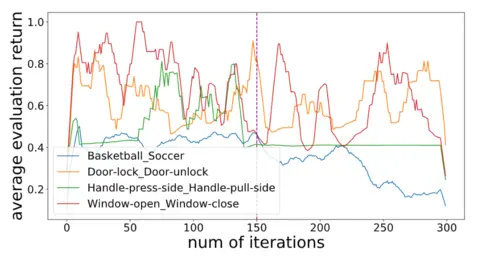 average evaluation return
1.0
0.8
0.6
0.4
0.2
Basketball_Soccer
Door-lock_Door-unlock
Handle-press-side_Handle-pull-side
Window-open_Window-close
0 50 100 150 200 250 300
num of iterations